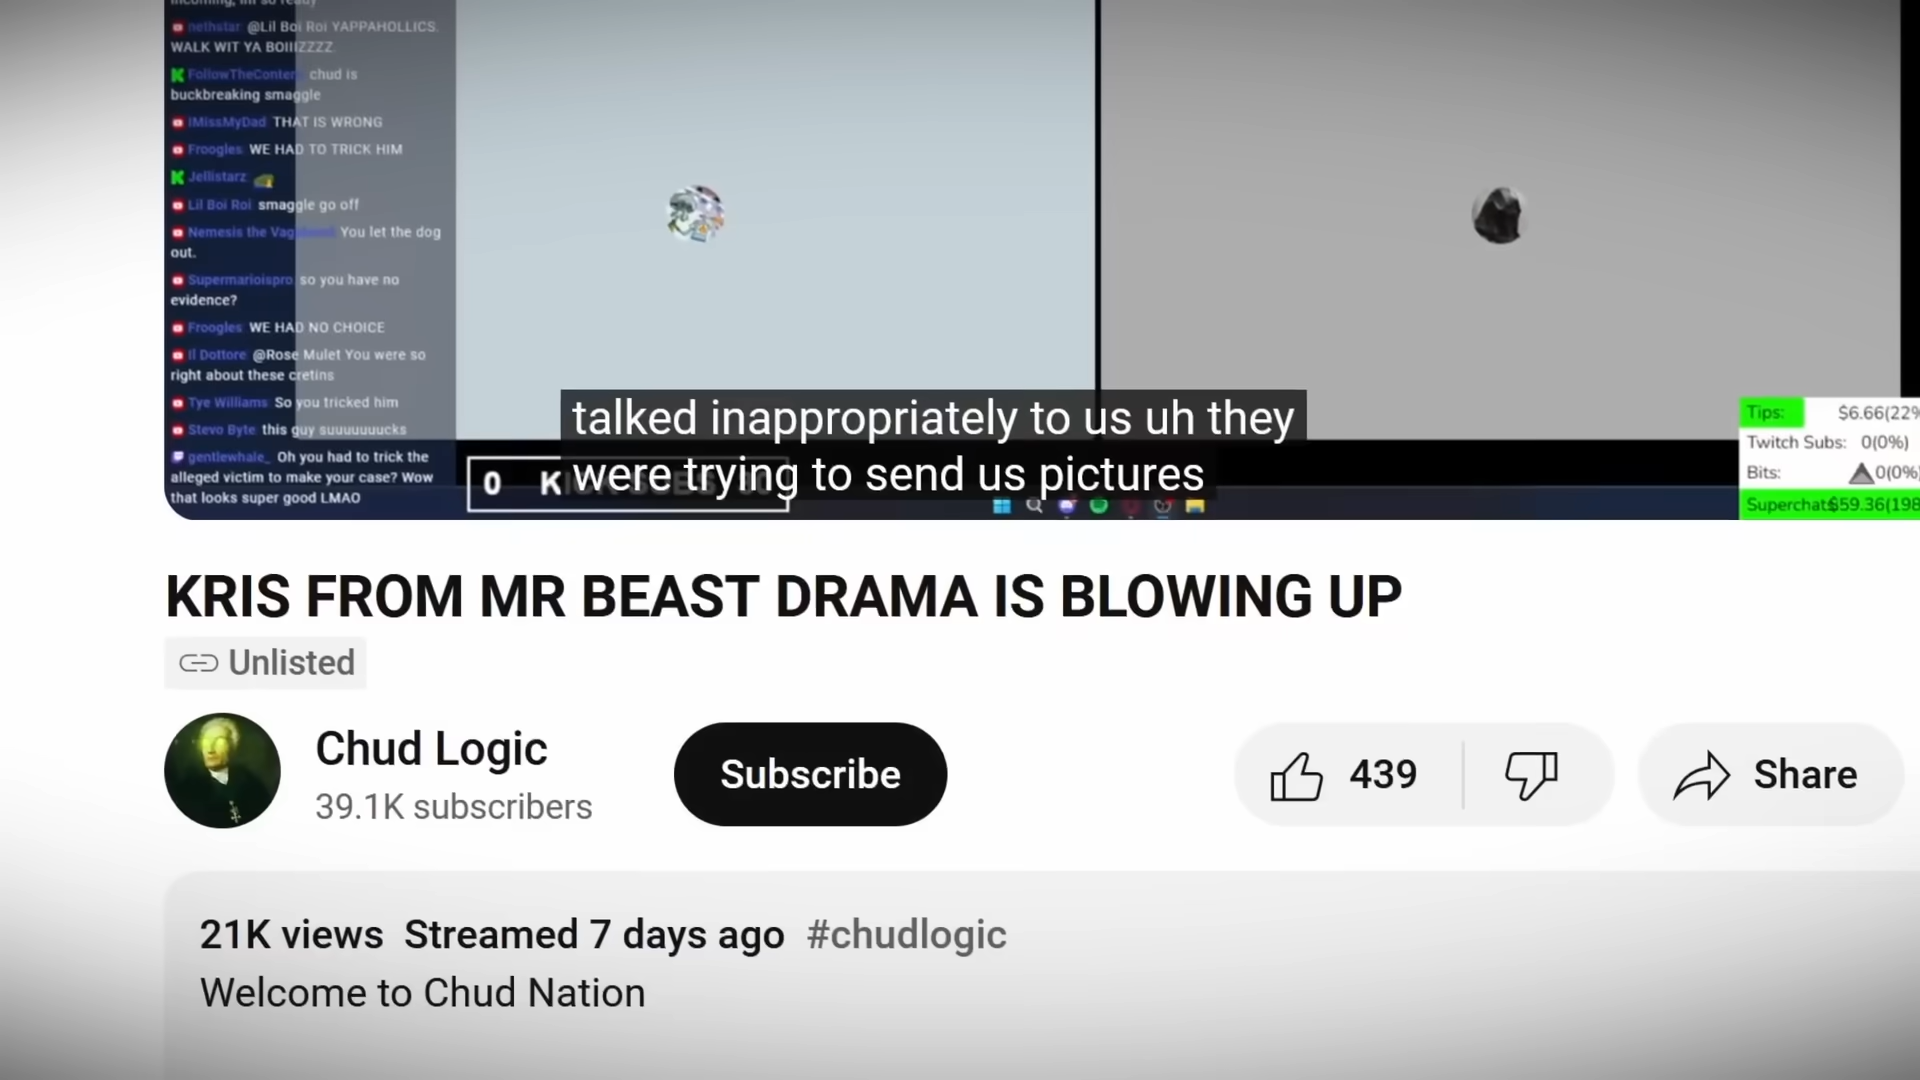 nethstar @Lil Boi Roi YAPPAHOLLICS.
WALK WIT YA BOIIIZZZZ
FollowTheConter chud is
buckbreaking smaggle
IMissMyDad THAT IS WRONG
Froogles WE HAD TO TRICK HIM
Jellistarz
Lil Boi Roi smaggle go off
Nemesis the Vagabond You let the dog
out.
Supermarioispro so you have no
evidence?
Froogles WE HAD NO CHOICE
Il Dottore @Rose Mulet You were so
right about these cretins
Tye Williams So you tricked him
Stevo Byte this guy suuuuuuucks
gentlewhale_ Oh you had to trick the
alleged victim to make your case? Wow
that looks super good LMAO
talked inappropriately to us uh they
were trying to send us pictures
0
Tips: $6.66(22%
Twitch Subs: 0(0%)
Bits: 0(0%)
Superchats $59.36(198
KRIS FROM MR BEAST DRAMA IS BLOWING UP
Unlisted
Chud Logic
39.1K subscribers
Subscribe
439
Share
21K views Streamed 7 days ago #chudlogic
Welcome to Chud Nation